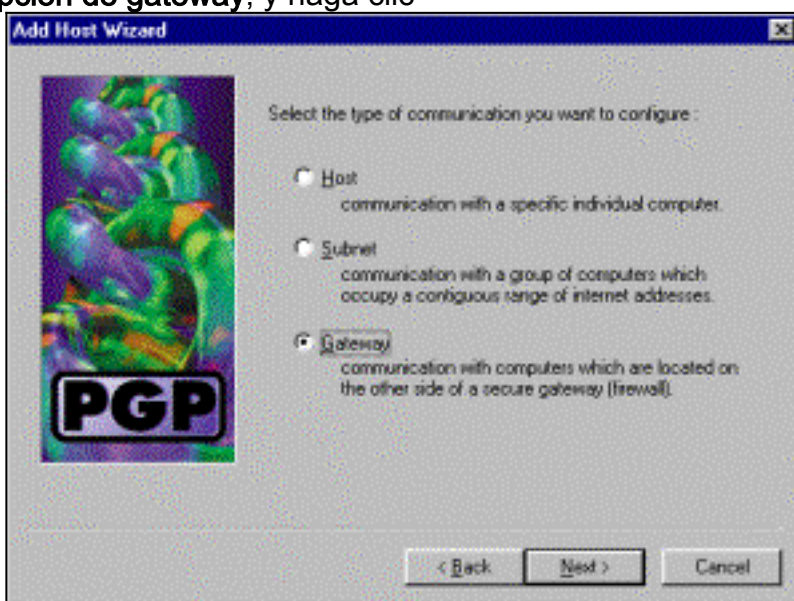 pción de gateway, y haga clic
Add Host Wizard
Select the type of communication you want to configure :
Host
communication with a specific individual computer.
Subnet
communication with a group of computers which
occupy a contiguous range of internet addresses.
Gateway
communication with computers which are located on
the other side of a secure gateway (firewall).
PGP
< Back Next > Cancel